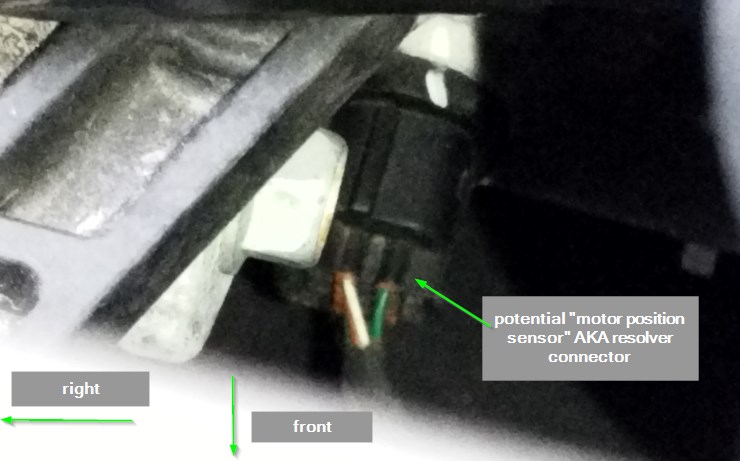 potential "motor position
sensor" AKA resolver
connector
right
front